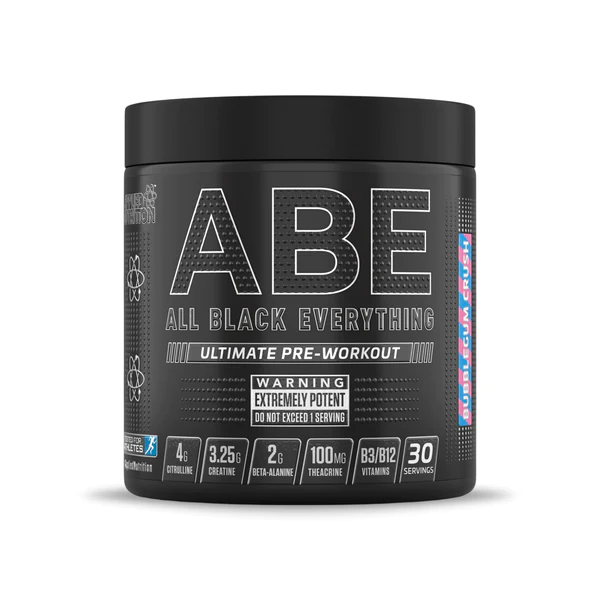 ABE
ALL BLACK EVERYTHING
ULTIMATE PRE-WORKOUT
WARNING
EXTREMELY POTENT
DO NOT EXCEED 1 SERVING
4G CITRULLINE
3.25G CREATINE
2G BETA-ALANINE
100MG THEACRINE
B3/B12 VITAMINS
30 SERVINGS
BUBBLEGUM CRUSH